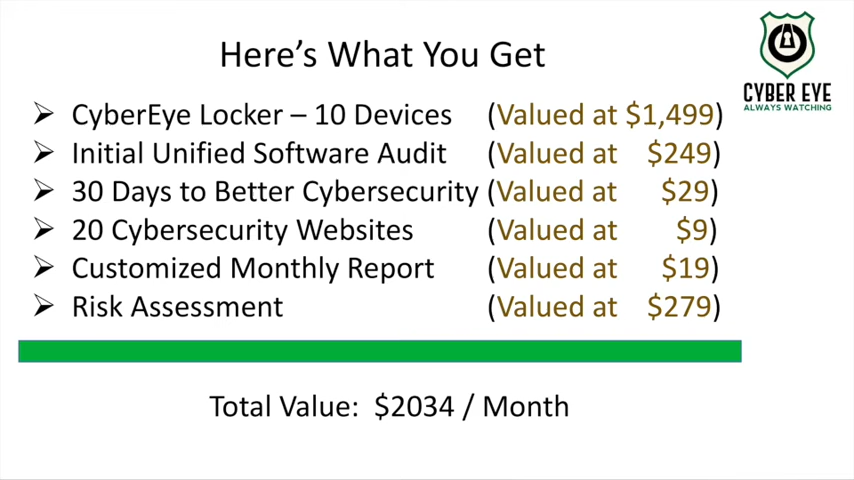 Here's What You Get
CYBER EYE
ALWAYS WATCHING
➢ CyberEye Locker – 10 Devices (Valued at $1,499)
➢ Initial Unified Software Audit (Valued at $249)
➢ 30 Days to Better Cybersecurity (Valued at $29)
➢ 20 Cybersecurity Websites (Valued at $9)
➢ Customized Monthly Report (Valued at $19)
➢ Risk Assessment (Valued at $279)
Total Value: $2034 / Month